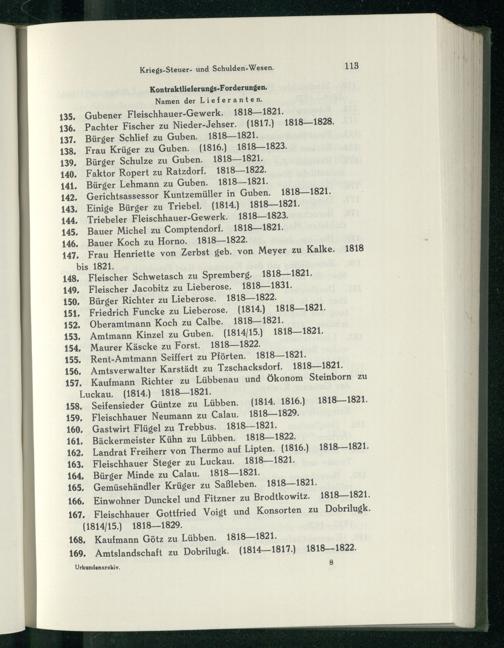 Kriegs-Steuer- und Schulden-Wesen. 113
Kontraktlieferungs-Forderungen.
Namen der Lieferanten.
135. Gubener Fleischhauer-Gewerk. 1818—1821.
136. Pachter Fischer zu Nieder-Jehser. (1817.) 1818—1828.
137. Bürger Schlief zu Guben. 1818—1821.
138. Frau Krüger zu Guben. (1816.) 1818—1823.
139. Bürger Schulze zu Guben. 1818—1821.
140. Faktor Ropert zu Ratzdorf. 1818—1822.
141. Bürger Lehmann zu Guben. 1818—1821.
142. Gerichtsassessor Kuntzemüller in Guben. 1818—1821.
143. Einige Bürger zu Triebel. (1814.) 1818—1821.
144. Triebeler Fleischhauer-Gewerk. 1818—1823.
145. Bauer Michel zu Comptendorf. 1818—1821.
146. Bauer Koch zu Horno. 1818—1822.
147. Frau Henriette von Zerbst geb. von Meyer zu Kalke. 1818
bis 1821.
148. Fleischer Schwetasch zu Spremberg. 1818—1821.
149. Fleischer Jacobitz zu Lieberose. 1818—1831.
150. Bürger Richter zu Lieberose. 1818—1822.
151. Friedrich Funcke zu Lieberose. (1814.) 1818—1821.
152. Oberamtmann Koch zu Calbe. 1818—1821.
153. Amtmann Kinzel zu Guben. (1814/15.) 1818—1821.
154. Maurer Käscke zu Forst. 1818—1822.
155. Rent-Amtmann Seiffert zu Pförten. 1818—1821.
156. Amtsverwalter Karstädt zu Tzschacksdorf. 1818—1821.
157. Kaufmann Richter zu Lübbenau und Ökonom Steinborn zu
Luckau. (1814.) 1818—1821.
158. Seifensieder Güntze zu Lübben. (1814. 1816.) 1818—1821.
159. Fleischhauer Neumann zu Calau. 1818—1829.
160. Gastwirt Flügel zu Trebbus. 1818—1821.
161. Bäckermeister Kühn zu Lübben. 1818—1822.
162. Landrat Freiherr von Thermo auf Lipten. (1816.) 1818—1821.
163. Fleischhauer Steger zu Luckau. 1818—1821.
164. Bürger Minde zu Calau. 1818—1821.
165. Gemüsehändler Krüger zu Saßleben. 1818—1821.
166. Einwohner Dunckel und Fitzner zu Brodtkowitz. 1818—1821.
167. Fleischhauer Gottfried Voigt und Konsorten zu Dobrilugk.
(1814/15.) 1818—1829.
168. Kaufmann Götz zu Lübben. 1818—1821.
169. Amtslandschaft zu Dobrilugk. (1814—1817.) 1818—1822.
Urkundenarchiv. 8